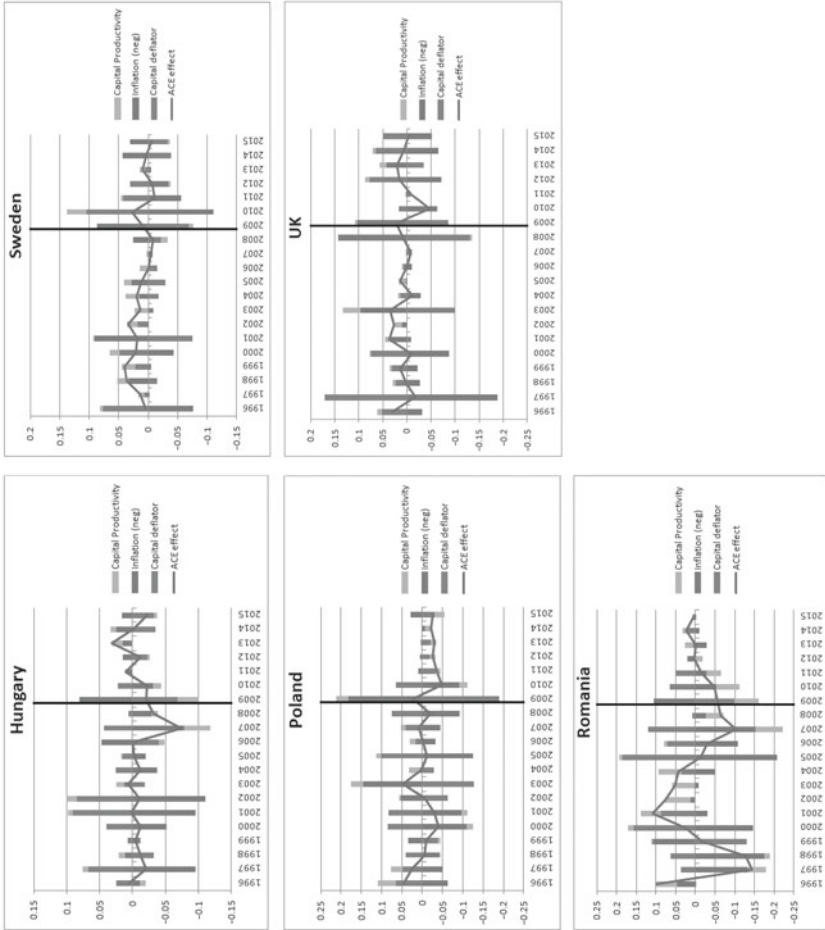 Hungary
0.15
0.1
0.05
0
-0.05
-0.1
-0.15
1996 1997 1998 1999 2000 2001 2002 2003 2004 2005 2006 2007 2008 2009 2010 2011 2012 2013 2014 2015
Capital Productivity
Inflation (neg)
Capital deflator
ACE effect
Sweden
0.2
0.15
0.1
0.05
0
-0.05
-0.1
-0.15
1996 1997 1998 1999 2000 2001 2002 2003 2004 2005 2006 2007 2008 2009 2010 2011 2012 2013 2014 2015
Capital Productivity
Inflation (neg)
Capital deflator
ACE effect
Poland
0.25
0.2
0.15
0.1
0.05
0
-0.05
-0.1
-0.15
-0.2
-0.25
1996 1997 1998 1999 2000 2001 2002 2003 2004 2005 2006 2007 2008 2009 2010 2011 2012 2013 2014 2015
Capital Productivity
Inflation (neg)
Capital deflator
ACE effect
UK
0.2
0.15
0.1
0.05
0
-0.05
-0.1
-0.15
-0.2
-0.25
1996 1997 1998 1999 2000 2001 2002 2003 2004 2005 2006 2007 2008 2009 2010 2011 2012 2013 2014 2015
Capital Productivity
Inflation (neg)
Capital deflator
ACE effect
Romania
0.25
0.2
0.15
0.1
0.05
0
-0.05
-0.1
-0.15
-0.2
-0.25
1996 1997 1998 1999 2000 2001 2002 2003 2004 2005 2006 2007 2008 2009 2010 2011 2012 2013 2014 2015
Capital Productivity
Inflation (neg)
Capital deflator
ACE effect